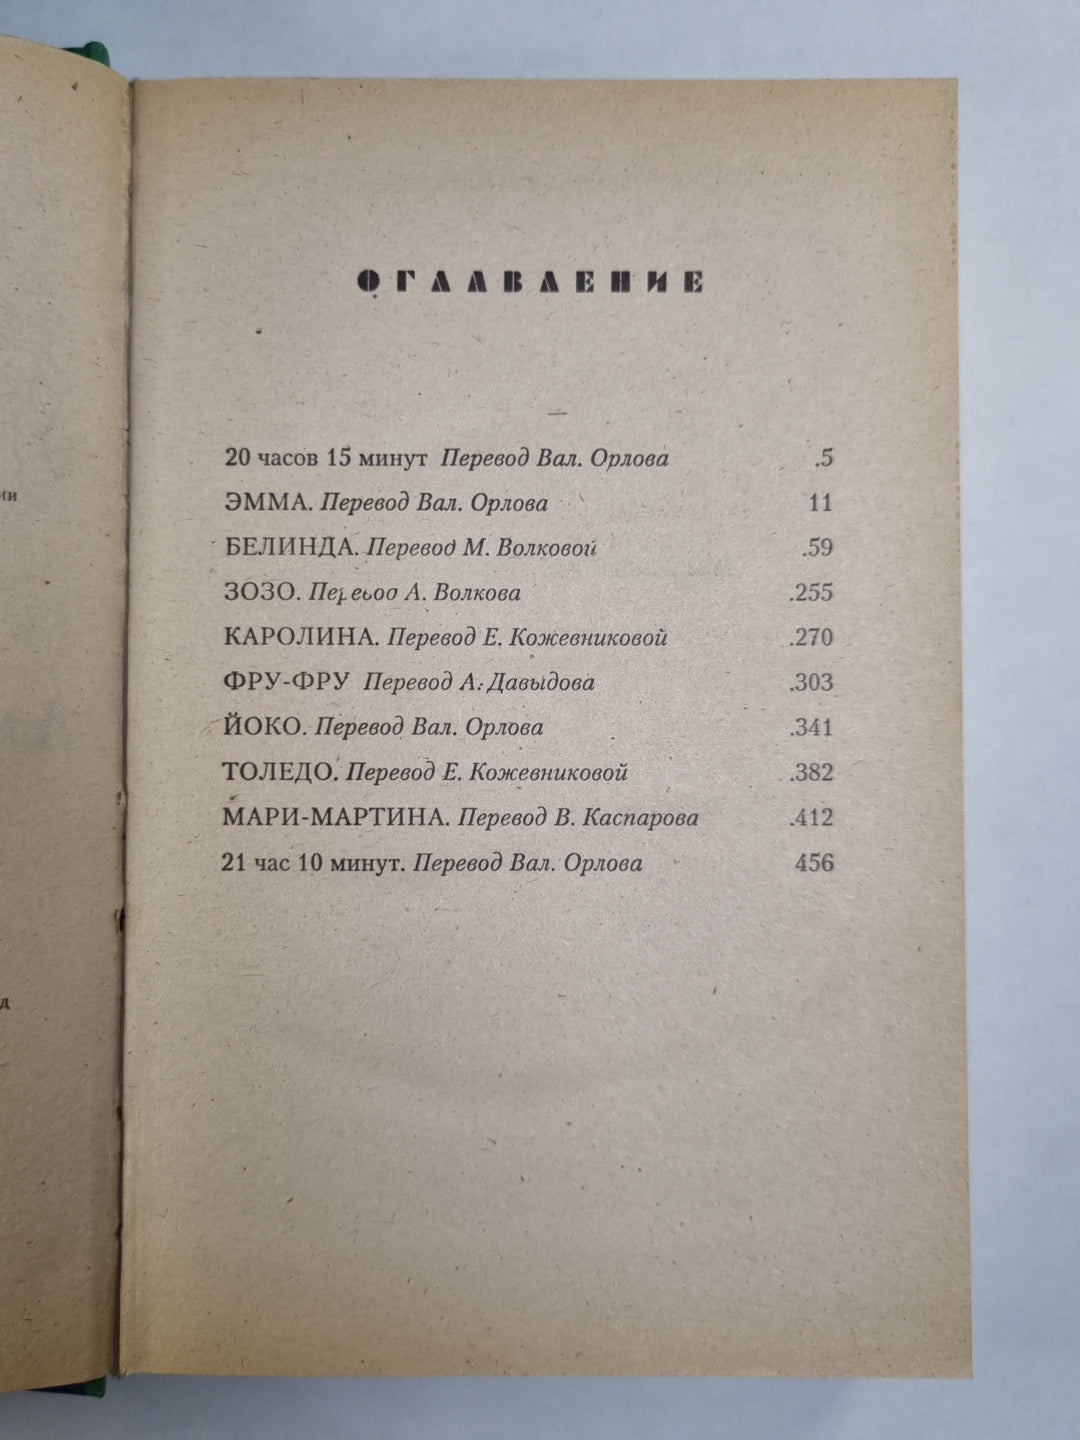 ии
д
ОГЛАВЛЕНИЕ
20 часов 15 минут Перевод Вал. Орлова .5
ЭММА. Перевод Вал. Орлова 11
БЕЛИНДА. Перевод М. Волковой .59
ЗОЗО. Перевод А. Волкова .255
КАРОЛИНА. Перевод Е. Кожевниковой .270
ФРУ-ФРУ Перевод А. Давыдова .303
ЙОКО. Перевод Вал. Орлова .341
ТОЛЕДО. Перевод Е. Кожевниковой .382
МАРИ-МАРТИНА. Перевод В. Каспарова .412
21 час 10 минут. Перевод Вал. Орлова 456